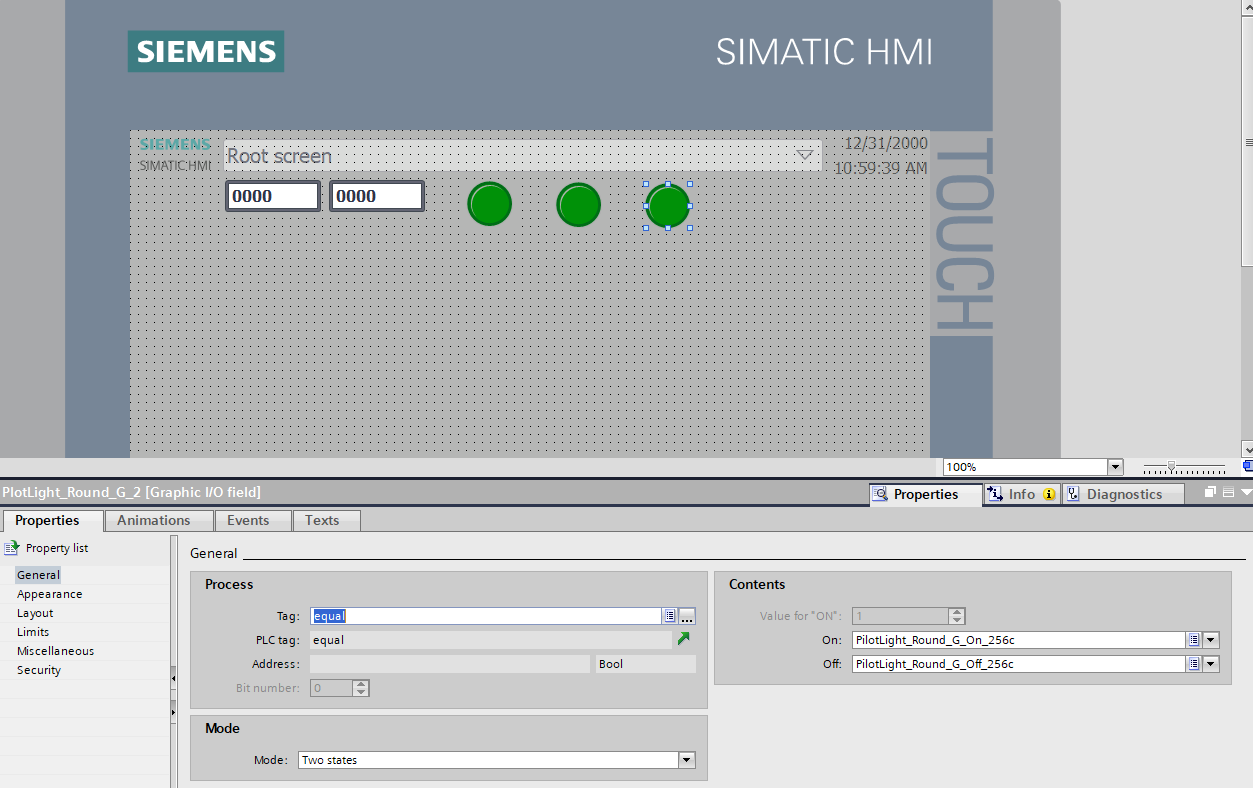 SIEMENS
SIMATIC HMI
SIEMENS
SIMATIC HMI
Root screen
12/31/2000
10:59:39 AM
TOUCH
0000
0000
100%
PlotLight_Round_G_2 [Graphic I/O field]
Properties
Info
Diagnostics
Properties
Animations
Events
Texts
Property list
General
Appearance
Layout
Limits
Miscellaneous
Security
General
Process
Tag: equal
...
PLC tag: equal
Address:
Bool
Bit number: 0
Mode
Mode: Two states
Contents
Value for "ON": 1
On: PilotLight_Round_G_On_256c
Off: PilotLight_Round_G_Off_256c